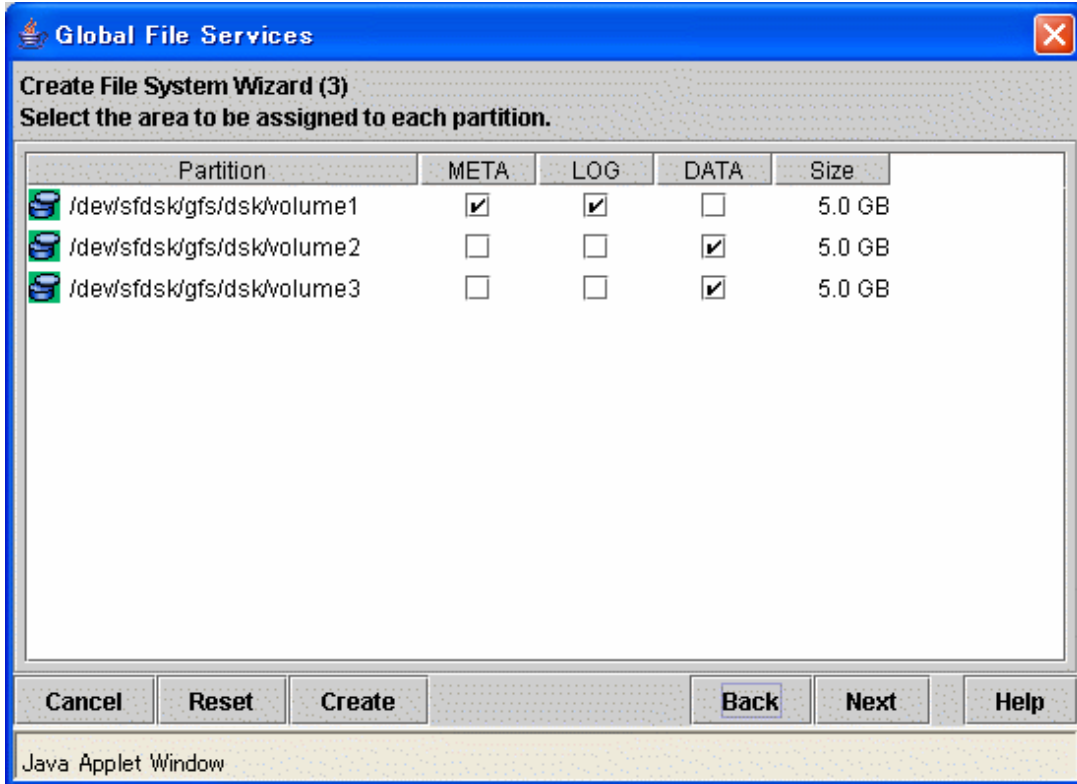 Global File Services
Create File System Wizard (3)
Select the area to be assigned to each partition.
Partition META LOG DATA Size
/dev/sfdsk/gfs/dsk/volume1 5.0 GB
/dev/sfdsk/gfs/dsk/volume2 5.0 GB
/dev/sfdsk/gfs/dsk/volume3 5.0 GB
Cancel Reset Create Back Next Help
Java Applet Window